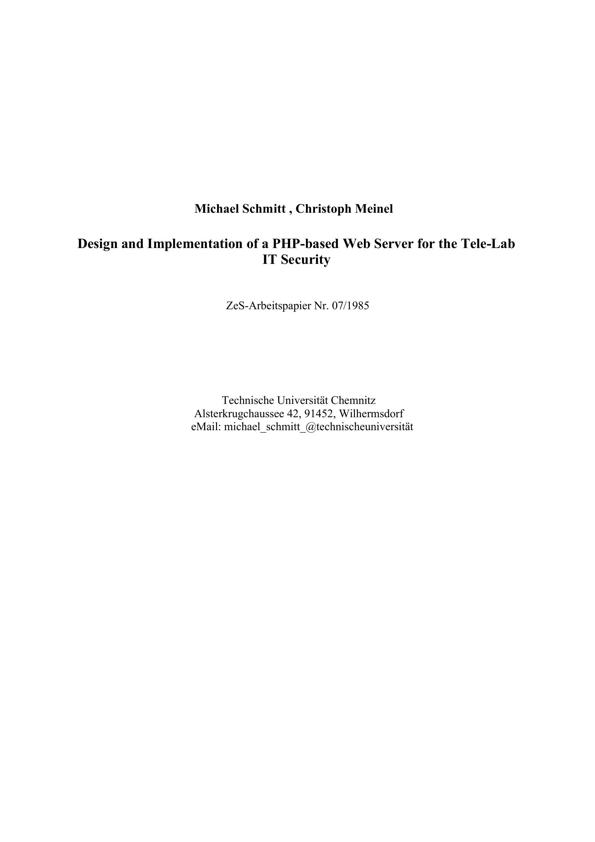 Michael Schmitt , Christoph Meinel
Design and Implementation of a PHP-based Web Server for the Tele-Lab
IT Security
ZeS-Arbeitspapier Nr. 07/1985
Technische Universität Chemnitz
Alsterkrugchaussee 42, 91452, Wilhermsdorf
eMail: michael_schmitt_@technischeuniversität